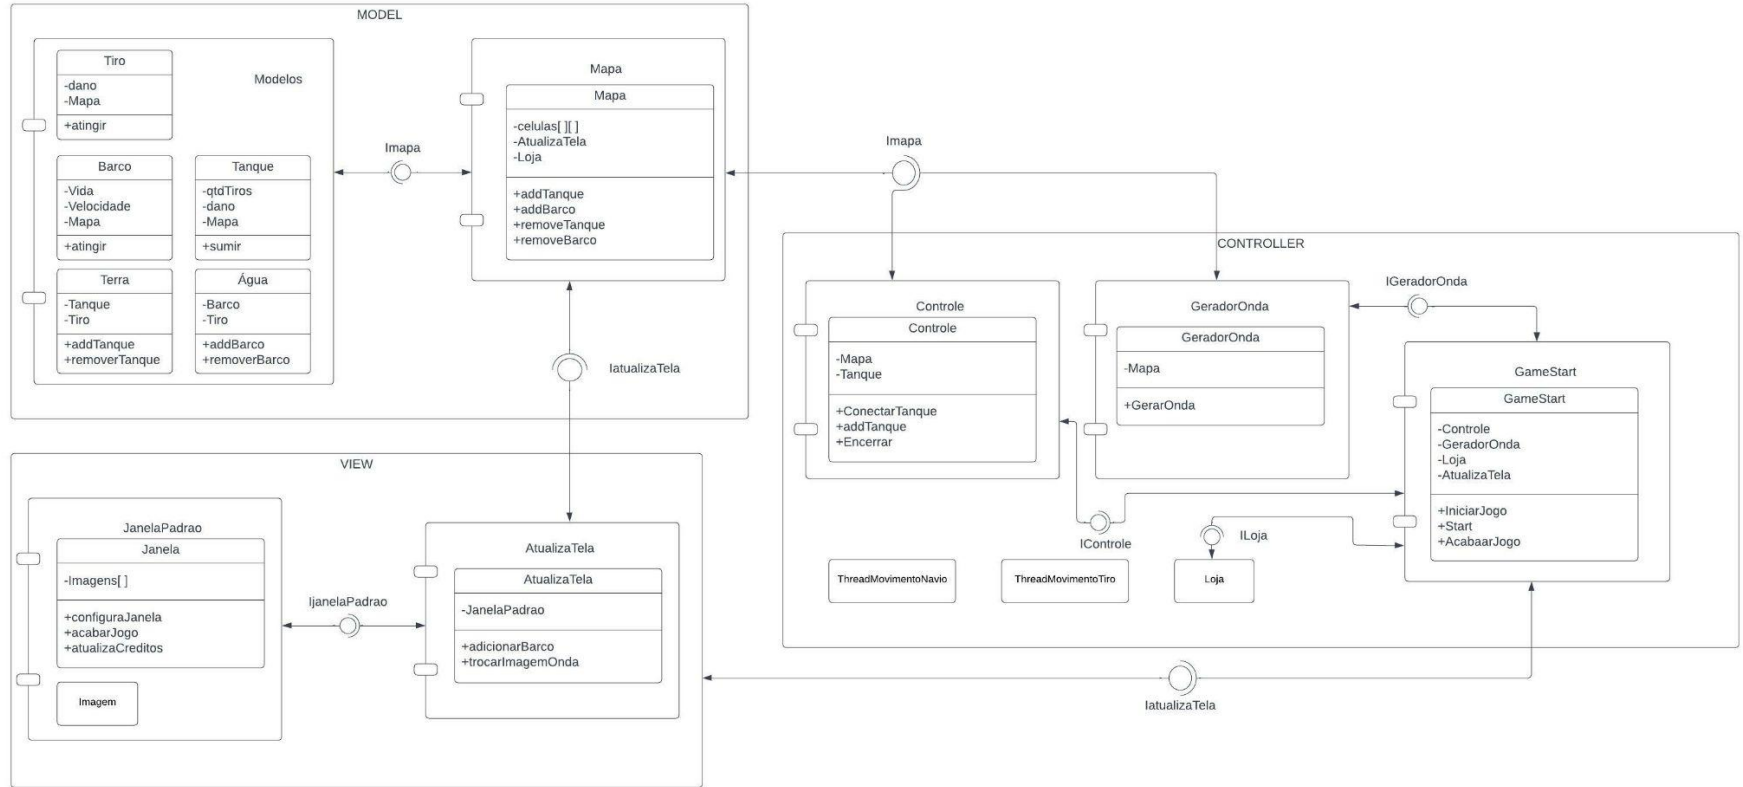 MODEL
Modelos
Tiro
-dano
-Mapa
+atingir
Barco
-Vida
-Velocidade
-Mapa
+atingir
Tanque
-qtdTiros
-dano
-Mapa
+sumir
Terra
-Tanque
-Tiro
+addTanque
+removerTanque
Água
-Barco
-Tiro
+addBarco
+removerBarco
Imapa
Mapa
Mapa
-celulas[ ][ ]
-AtualizaTela
-Loja
+addTanque
+addBarco
+removeTanque
+removeBarco
Imapa
IatualizaTela
CONTROLLER
Controle
Controle
-Mapa
-Tanque
+ConectarTanque
+addTanque
+Encerrar
GeradorOnda
GeradorOnda
-Mapa
+GerarOnda
IGeradorOnda
GameStart
GameStart
-Controle
-GeradorOnda
-Loja
-AtualizaTela
+IniciarJogo
+Start
+AcabaarJogo
IControle
ILoja
ThreadMovimentoNavio
ThreadMovimentoTiro
Loja
VIEW
JanelaPadrao
Janela
-Imagens[ ]
+configuraJanela
+acabarJogo
+atualizaCreditos
Imagem
IjanelaPadrao
AtualizaTela
AtualizaTela
-JanelaPadrao
+adicionarBarco
+trocarImagemOnda
IatualizaTela